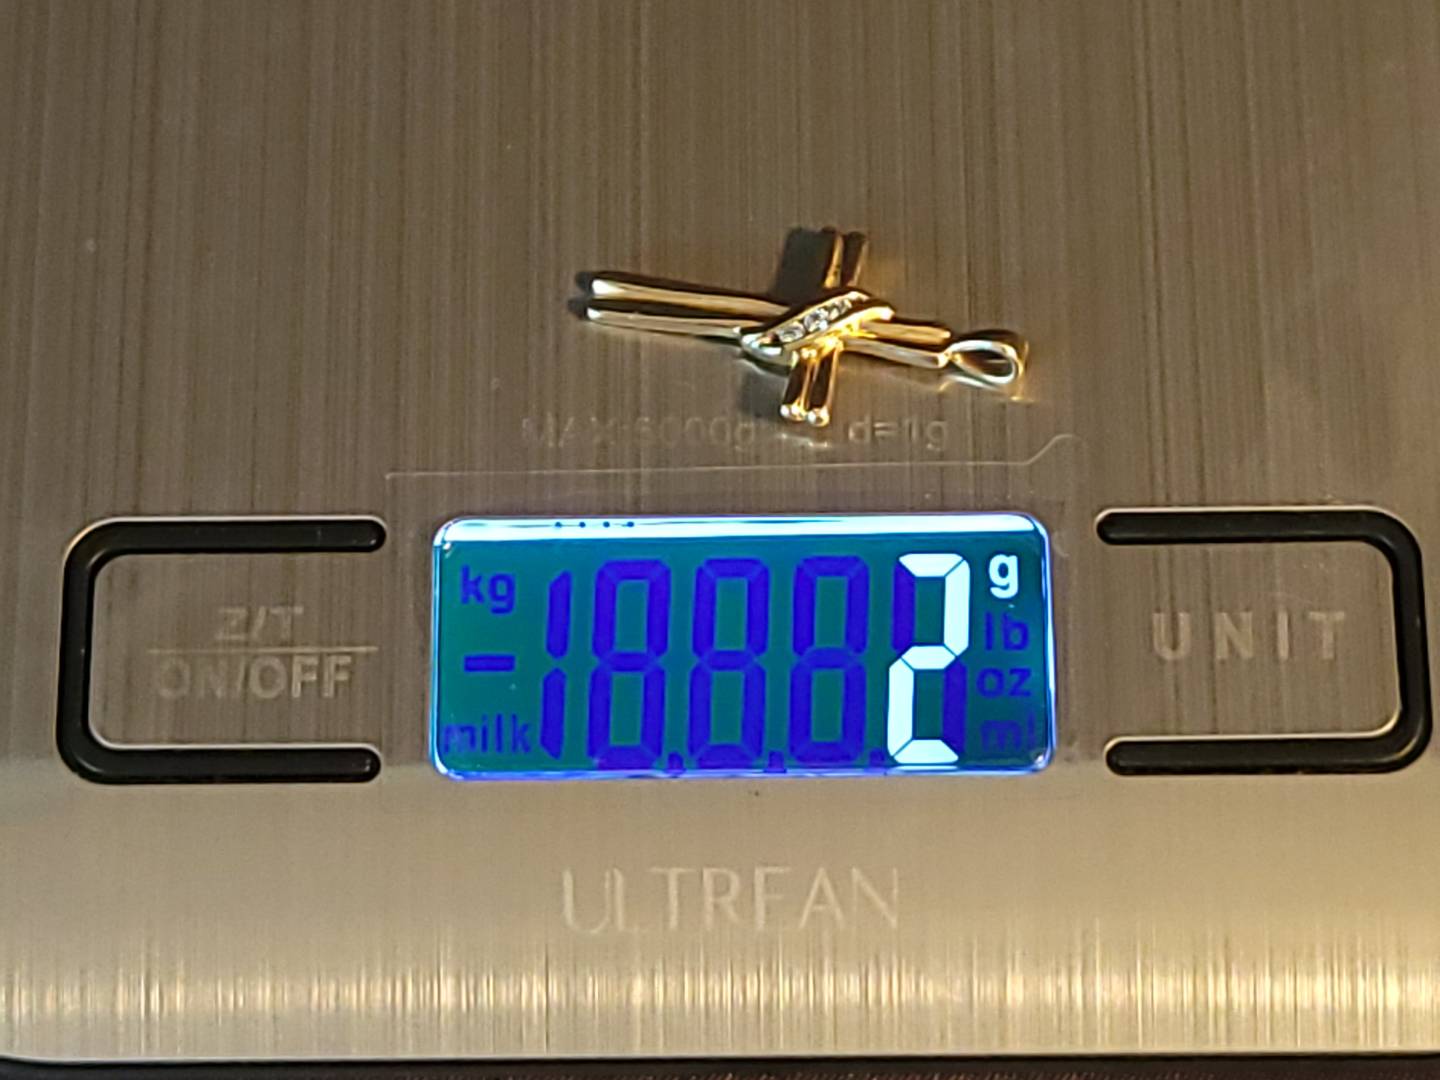 MAX:5000g d=1g
kg 2 g
lb
oz
milk ml
Z/T
ON/OFF
UNIT
ULTREAN